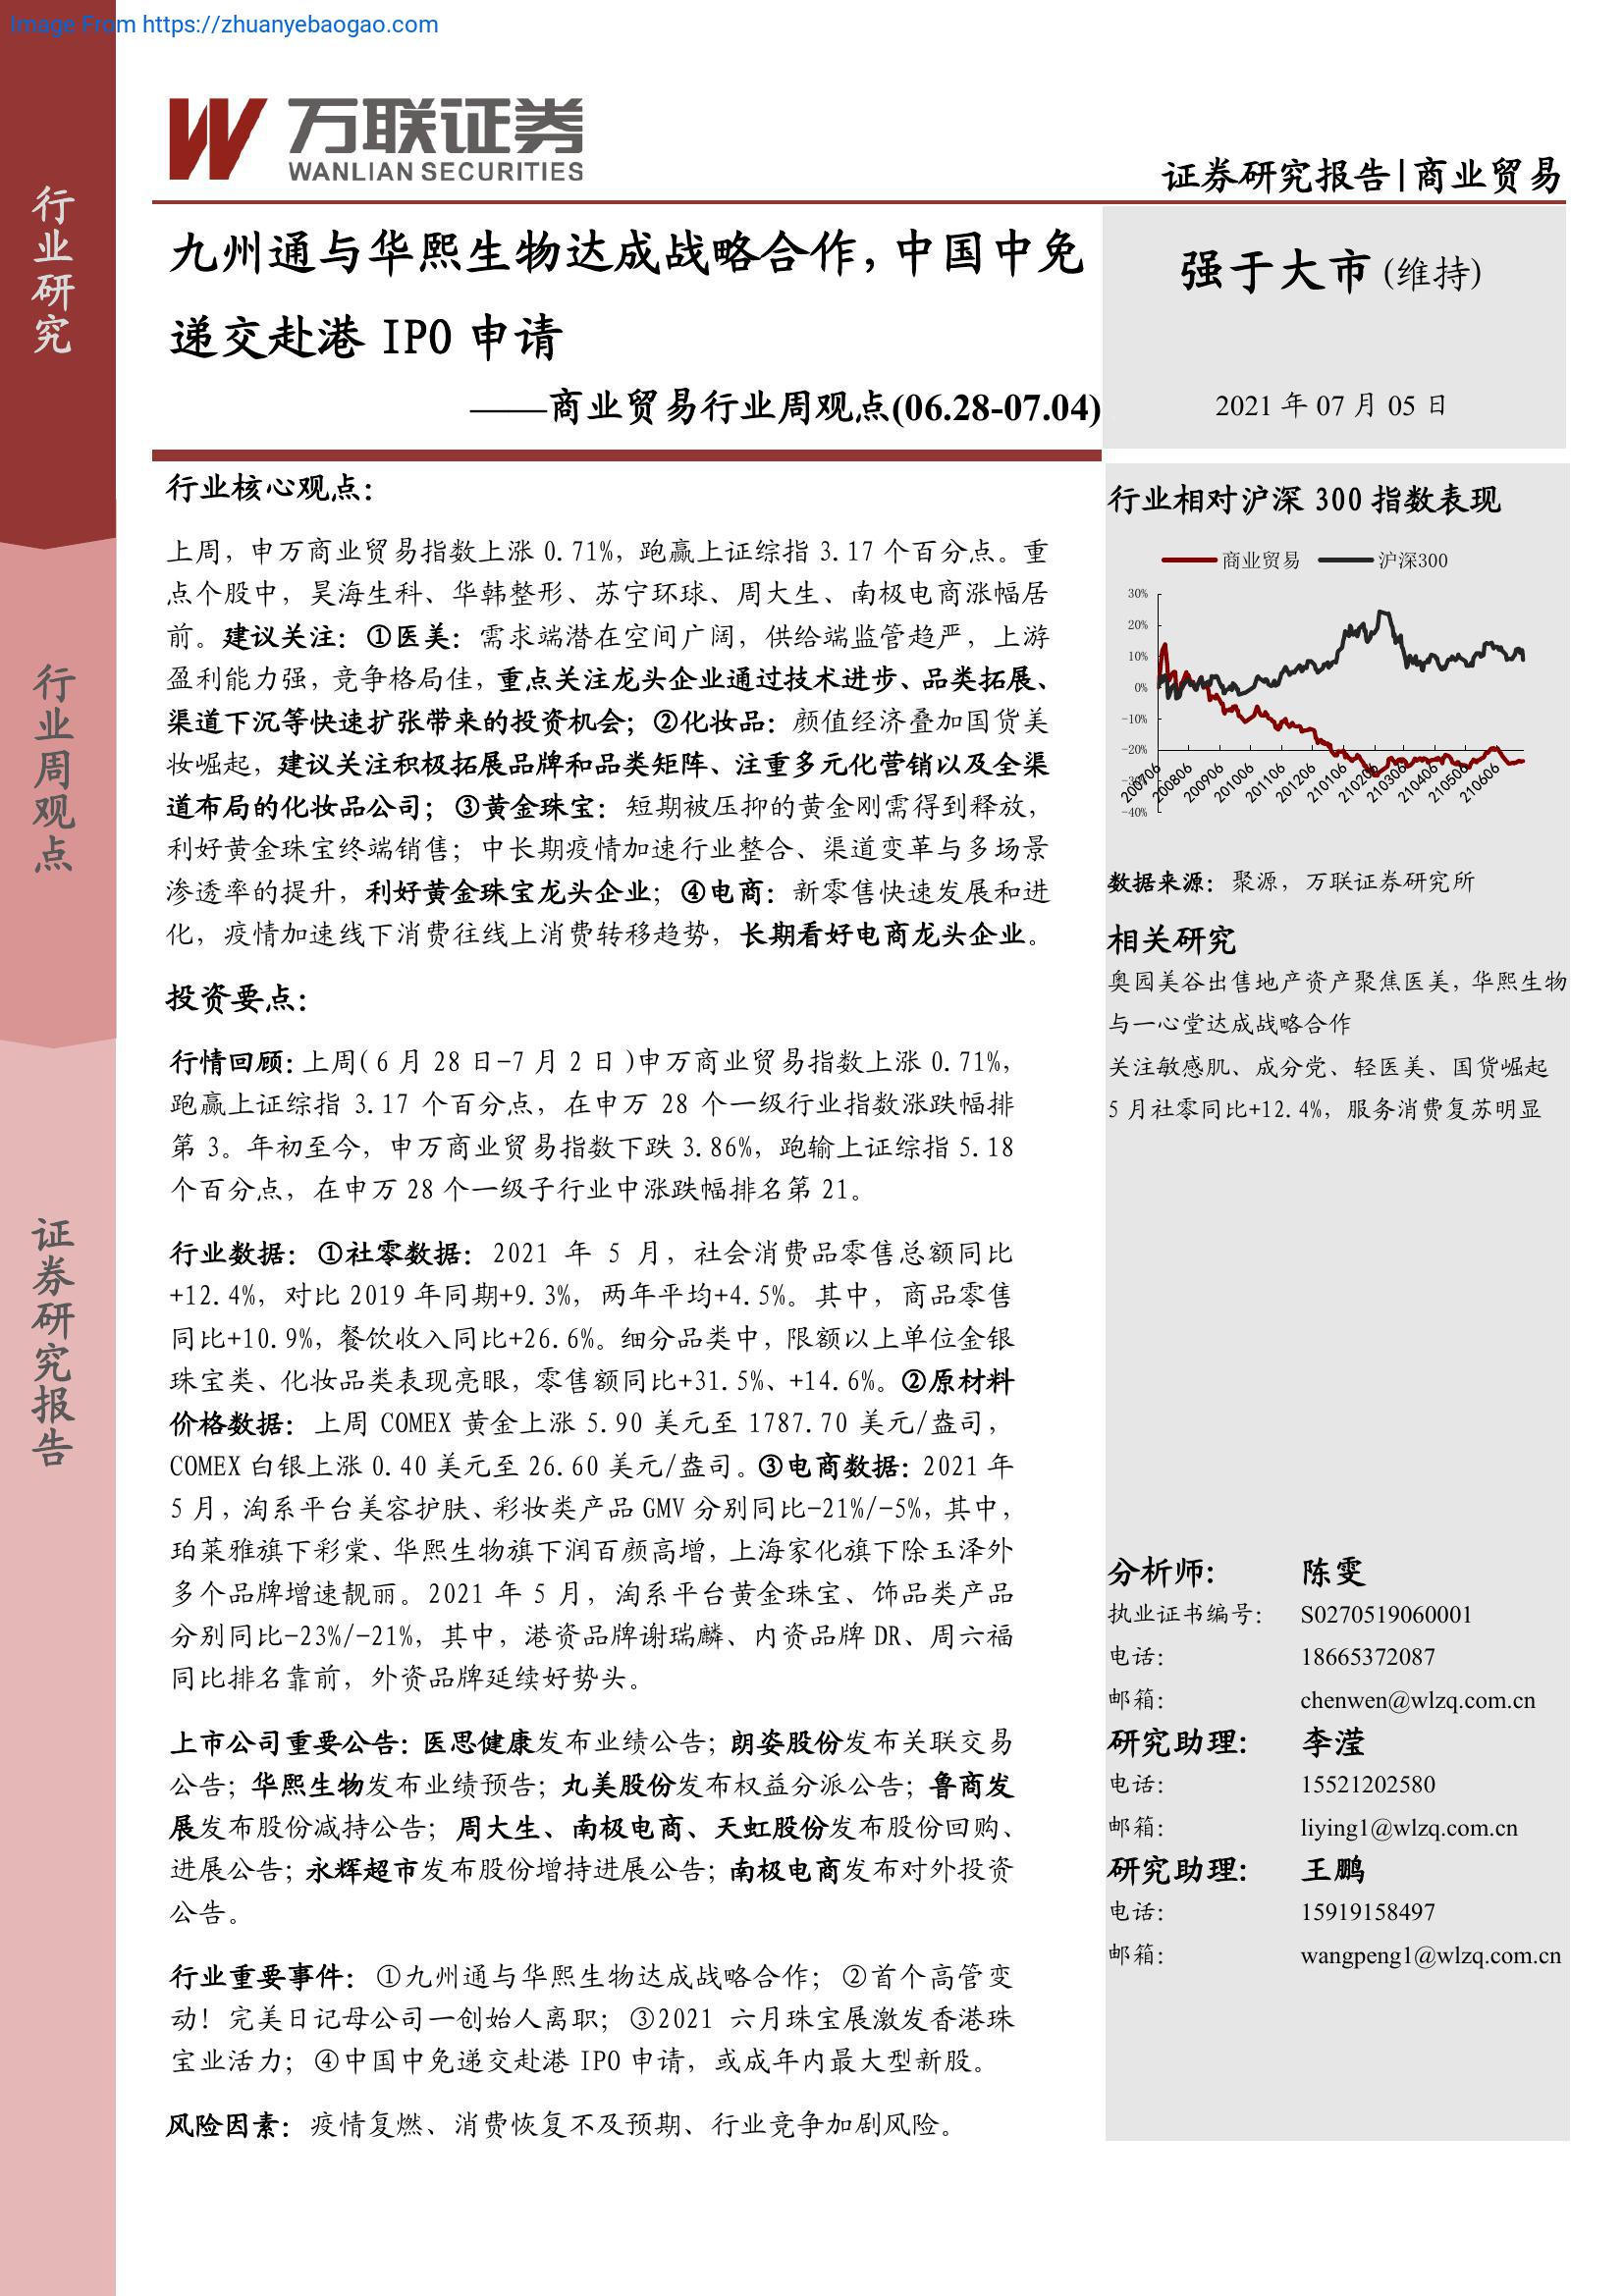 Image From https://zhuanyebaogao.com
万联证券
WANLIAN SECURITIES
证券研究报告|商业贸易
行业研究
行业周观点
证券研究报告
九州通与华熙生物达成战略合作，中国中免
递交赴港 IPO 申请
——商业贸易行业周观点(06.28-07.04)
强于大市(维持)
2021 年 07 月 05 日
行业核心观点：
上周，申万商业贸易指数上涨 0.71%，跑赢上证综指 3.17 个百分点。重
点个股中，昊海生科、华韩整形、苏宁环球、周大生、南极电商涨幅居
前。建议关注：①医美：需求端潜在空间广阔，供给端监管趋严，上游
盈利能力强，竞争格局佳，重点关注龙头企业通过技术进步、品类拓展、
渠道下沉等快速扩张带来的投资机会；②化妆品：颜值经济叠加国货美
妆崛起，建议关注积极拓展品牌和品类矩阵、注重多元化营销以及全渠
道布局的化妆品公司；③黄金珠宝：短期被压抑的黄金刚需得到释放，
利好黄金珠宝终端销售；中长期疫情加速行业整合、渠道变革与多场景
渗透率的提升，利好黄金珠宝龙头企业；④电商：新零售快速发展和进
化，疫情加速线下消费往线上消费转移趋势，长期看好电商龙头企业。
投资要点：
行情回顾：上周(6 月 28 日-7 月 2 日)申万商业贸易指数上涨 0.71%，
跑赢上证综指 3.17 个百分点，在申万 28 个一级行业指数涨跌幅排
第 3。年初至今，申万商业贸易指数下跌 3.86%，跑输上证综指 5.18
个百分点，在申万 28 个一级子行业中涨跌幅排名第 21。
行业数据：①社零数据：2021 年 5 月，社会消费品零售总额同比
+12.4%，对比 2019 年同期+9.3%，两年平均+4.5%。其中，商品零售
同比+10.9%，餐饮收入同比+26.6%。细分品类中，限额以上单位金银
珠宝类、化妆品类表现亮眼，零售额同比+31.5%、+14.6%。②原材料
价格数据：上周 COMEX 黄金上涨 5.90 美元至 1787.70 美元/盎司，
COMEX 白银上涨 0.40 美元至 26.60 美元/盎司。③电商数据：2021 年
5 月，淘系平台美容护肤、彩妆类产品 GMV 分别同比-21%/-5%，其中，
珀莱雅旗下彩棠、华熙生物旗下润百颜高增，上海家化旗下除玉泽外
多个品牌增速靓丽。2021 年 5 月，淘系平台黄金珠宝、饰品类产品
分别同比-23%/-21%，其中，港资品牌谢瑞麟、内资品牌 DR、周六福
同比排名靠前，外资品牌延续好势头。
上市公司重要公告：医思健康发布业绩公告；朗姿股份发布关联交易
公告；华熙生物发布业绩预告；丸美股份发布权益分派公告；鲁商发
展发布股份减持公告；周大生、南极电商、天虹股份发布股份回购、
进展公告；永辉超市发布股份增持进展公告；南极电商发布对外投资
公告。
行业重要事件：①九州通与华熙生物达成战略合作；②首个高管变
动！完美日记母公司一创始人离职；③2021 六月珠宝展激发香港珠
宝业活力；④中国中免递交赴港 IPO 申请，或成年内最大型新股。
风险因素：疫情复燃、消费恢复不及预期、行业竞争加剧风险。
行业相对沪深 300 指数表现
商业贸易 沪深300
30%
20%
10%
0%
-10%
-20%
-30%
-40%
200706 200806 200906 201006 201106 201206 210106 210206 210306 210406 210506 210606
数据来源：聚源，万联证券研究所
相关研究
奥园美谷出售地产资产聚焦医美，华熙生物
与一心堂达成战略合作
关注敏感肌、成分党、轻医美、国货崛起
5 月社零同比+12.4%，服务消费复苏明显
分析师： 陈雯
执业证书编号： S0270519060001
电话： 18665372087
邮箱： chenwen@wlzq.com.cn
研究助理： 李滢
电话： 15521202580
邮箱： liying1@wlzq.com.cn
研究助理： 王鹏
电话： 15919158497
邮箱： wangpeng1@wlzq.com.cn